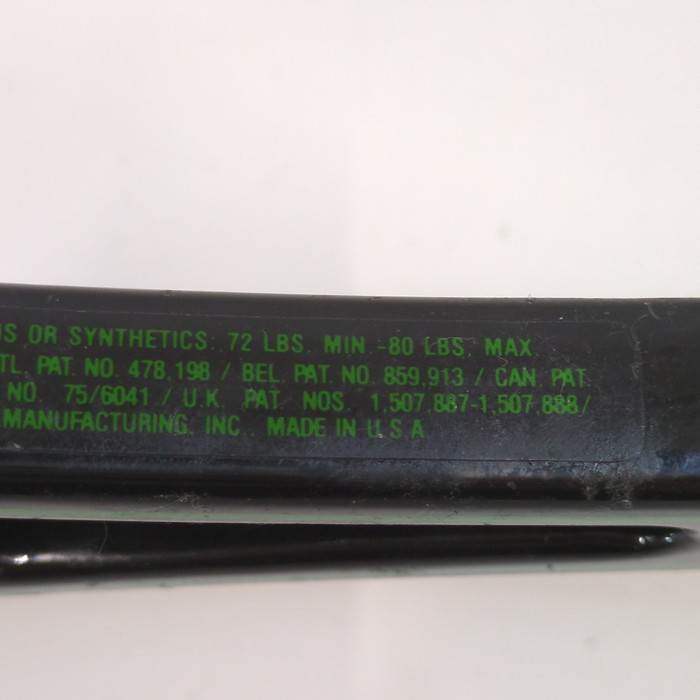 OR SYNTHETICS: 72 LBS. MIN -80 LBS. MAX.
TL. PAT. NO. 478,198 / BEL. PAT. NO. 859,913 / CAN. PAT.
NO. 75/6041 / U.K. PAT. NOS. 1,507,887-1,507,888/
MANUFACTURING, INC. MADE IN U.S.A.